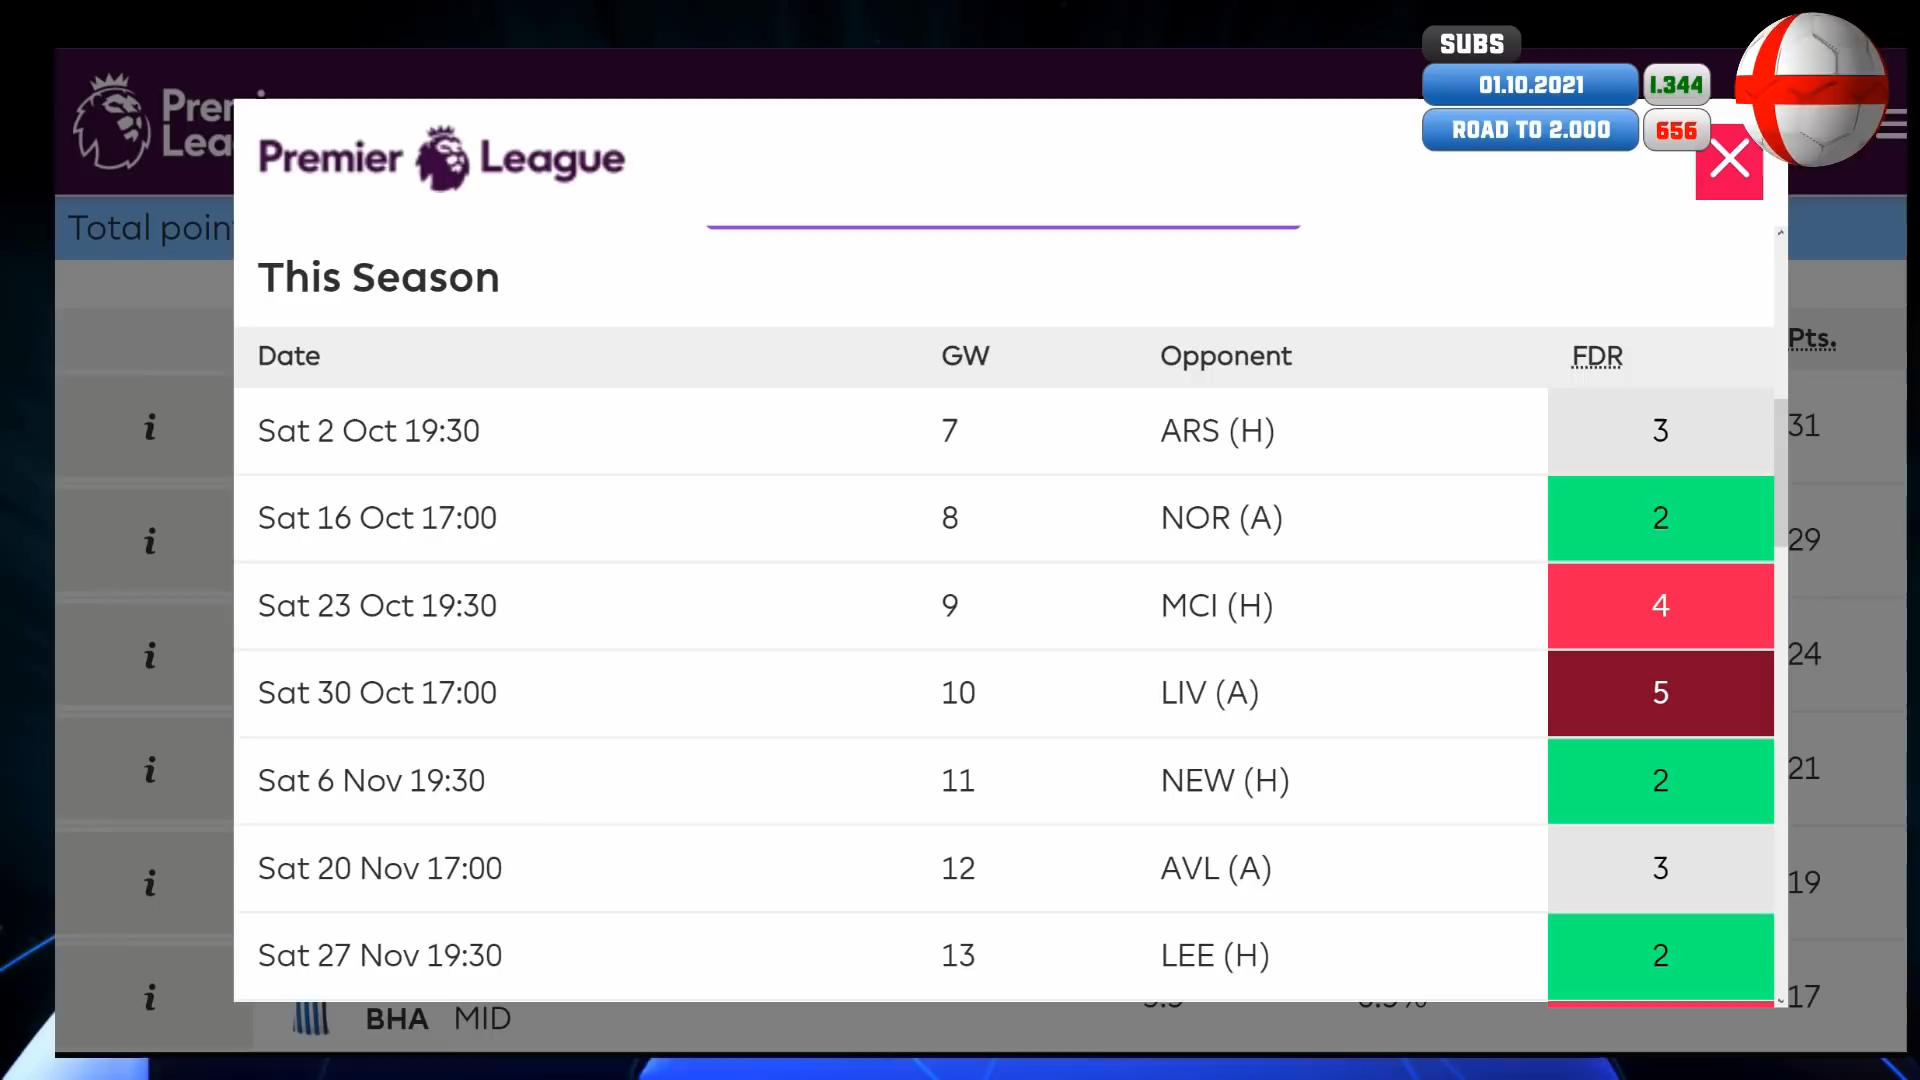 SUBS
01.10.2021 1.344
ROAD TO 2.000 656
Premier League
Total poin
This Season
Date GW Opponent FDR
Pts.
Sat 2 Oct 19:30 7 ARS (H) 3
31
Sat 16 Oct 17:00 8 NOR (A) 2
29
Sat 23 Oct 19:30 9 MCI (H) 4
24
Sat 30 Oct 17:00 10 LIV (A) 5
Sat 6 Nov 19:30 11 NEW (H) 2
21
Sat 20 Nov 17:00 12 AVL (A) 3
19
Sat 27 Nov 19:30 13 LEE (H) 2
17
BHA MID